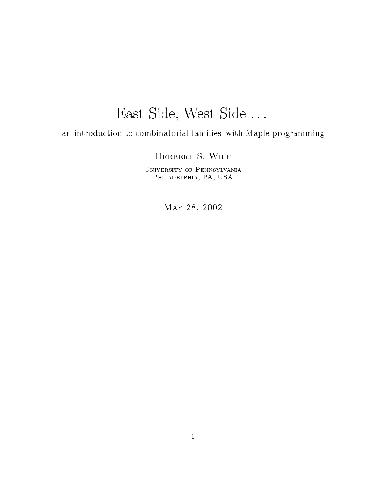 East Side, West Side . . .
an introduction to combinatorial families–with Maple programming
Herbert S. Wilf
University of Pennsylvania
Philadelphia, PA, USA
May 28, 2002
1